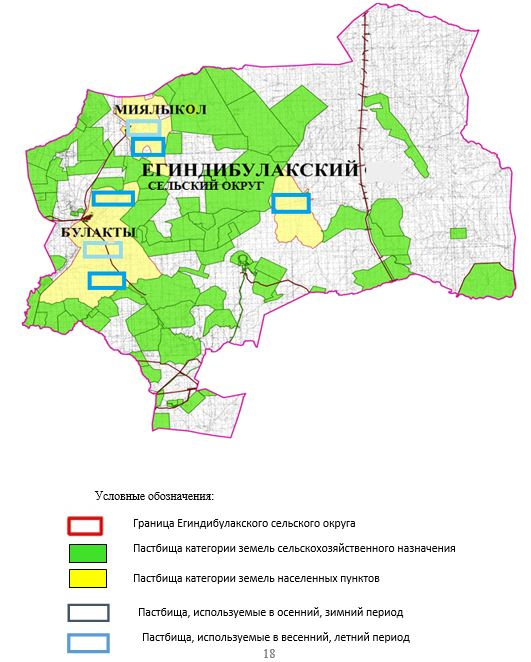 МИЯЛЫКОЛ
ЕГИНДИБУЛАКСКИЙ
СЕЛЬСКИЙ ОКРУГ
БУЛАКТЫ
Условные обозначения:
Граница Егиндибулакского сельского округа
Пастбища категории земель сельскохозяйственного назначения
Пастбища категории земель населенных пунктов
Пастбища, используемые в осенний, зимний период
Пастбища, используемые в весенний, летний период
18